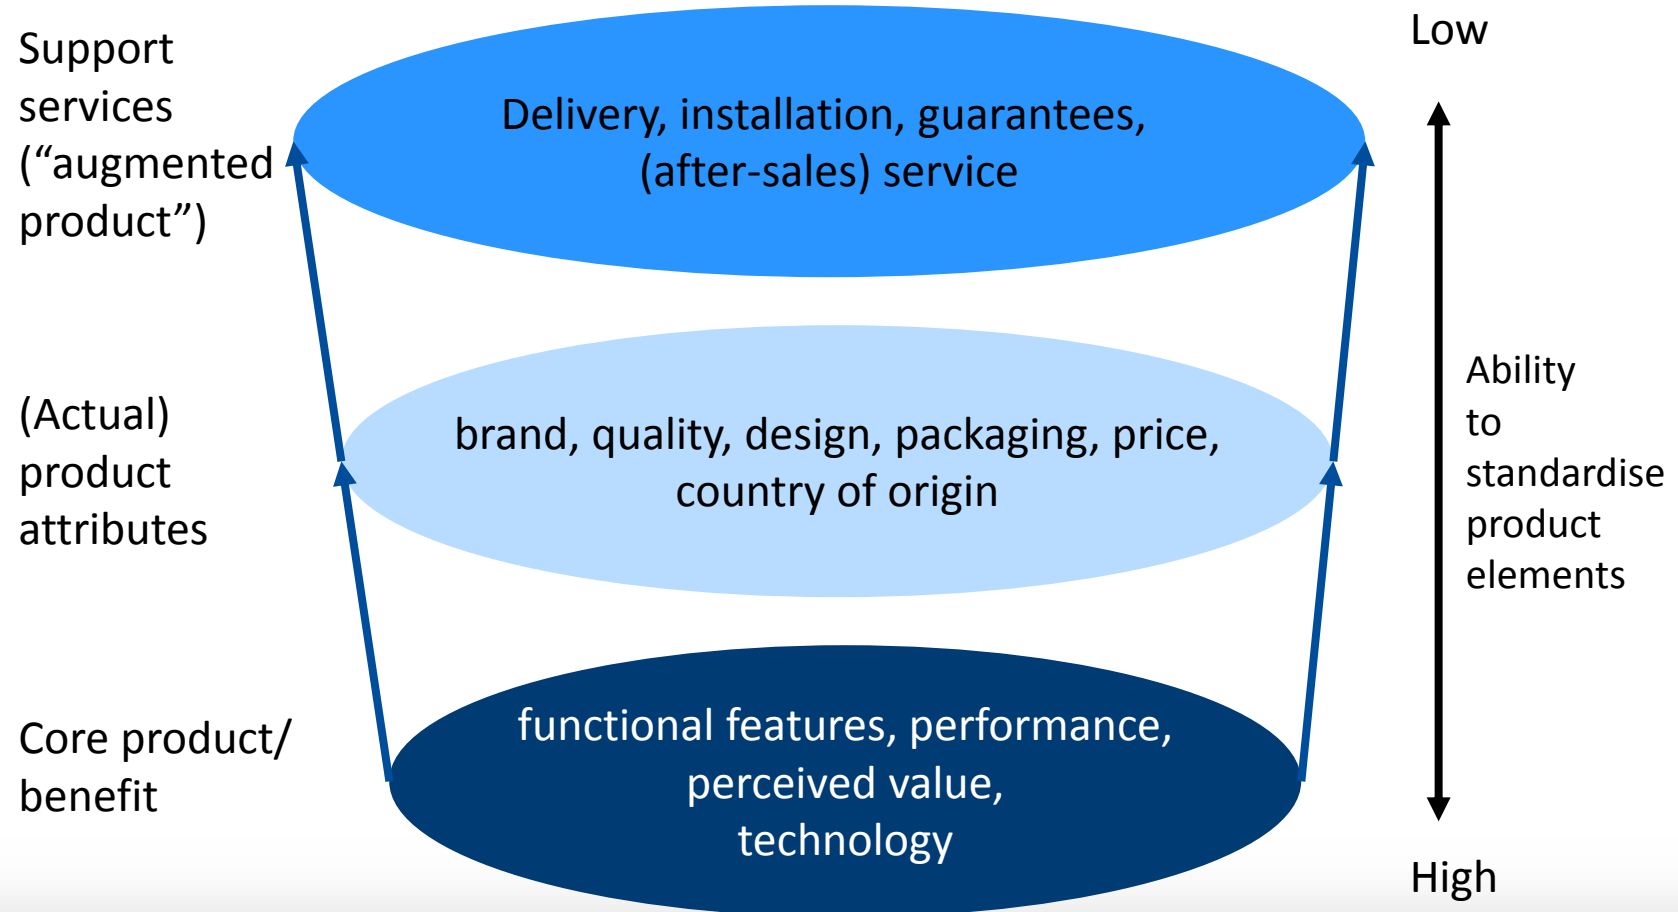 Support
services
(“augmented
product”)
Delivery, installation, guarantees,
(after-sales) service
Low
(Actual)
product
attributes
brand, quality, design, packaging, price,
country of origin
Ability
to
standardise
product
elements
Core product/
benefit
functional features, performance,
perceived value,
technology
High